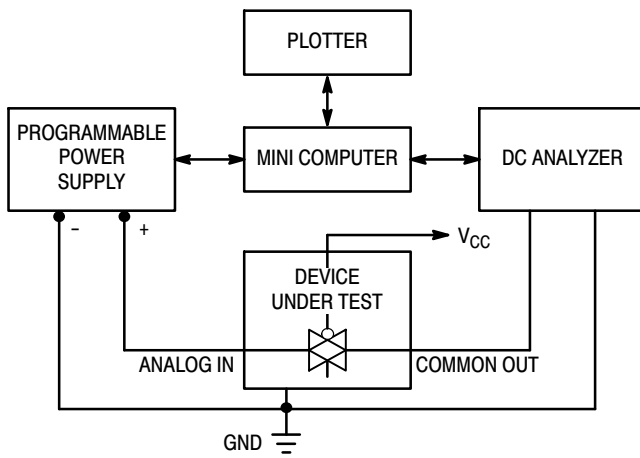 PLOTTER
PROGRAMMABLE
POWER
SUPPLY
MINI COMPUTER
DC ANALYZER
– +
VCC
DEVICE
UNDER TEST
ANALOG IN
COMMON OUT
GND